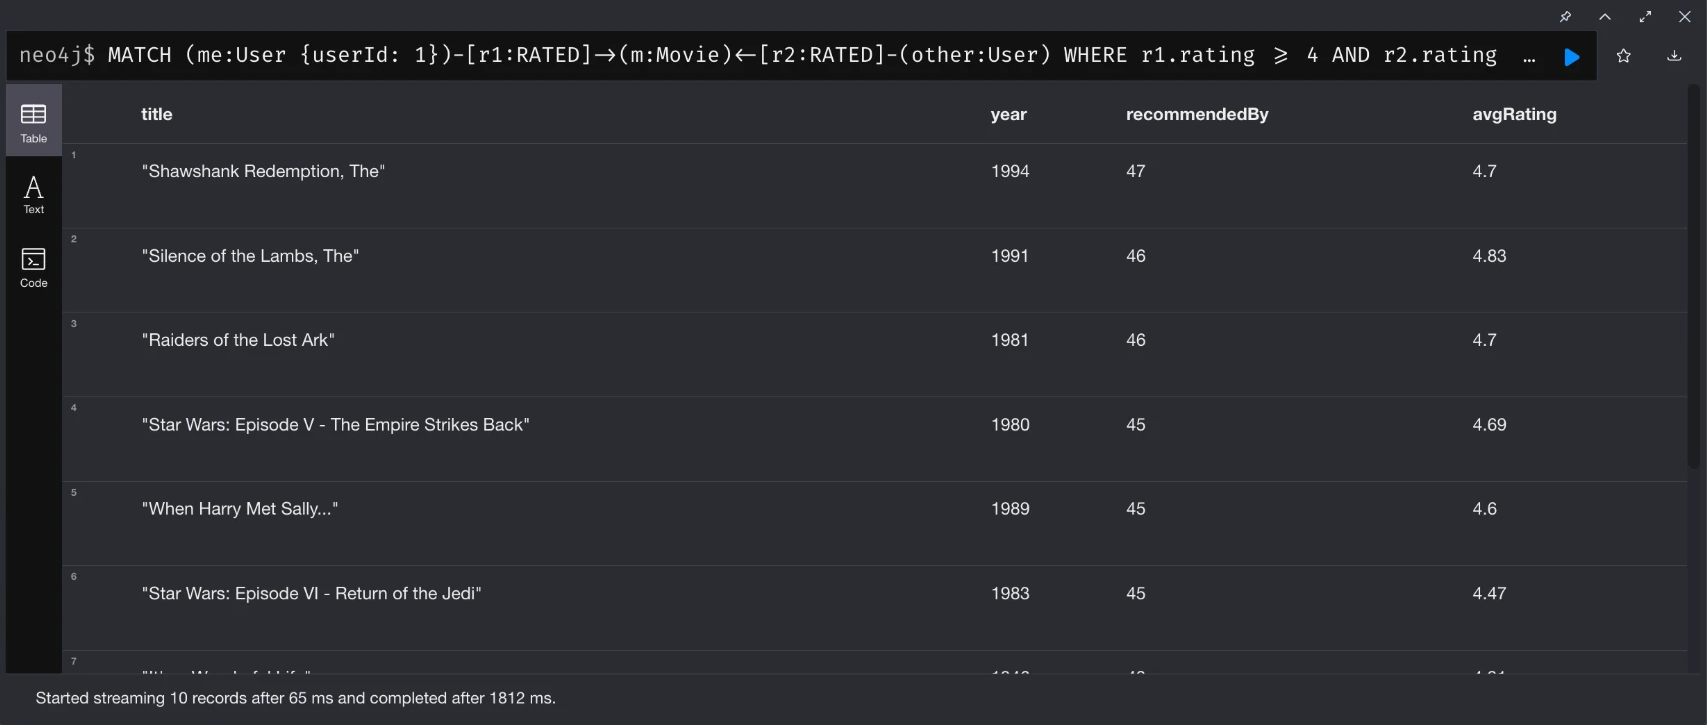 neo4j$ MATCH (me:User {userId: 1})-[r1:RATED]->(m:Movie)<-[r2:RATED]-(other:User) WHERE r1.rating >= 4 AND r2.rating …
title year recommendedBy avgRating
Table
1
"Shawshank Redemption, The" 1994 47 4.7
Text
2
"Silence of the Lambs, The" 1991 46 4.83
Code
3
"Raiders of the Lost Ark" 1981 46 4.7
4
"Star Wars: Episode V - The Empire Strikes Back" 1980 45 4.69
5
"When Harry Met Sally..." 1989 45 4.6
6
"Star Wars: Episode VI - Return of the Jedi" 1983 45 4.47
7
Started streaming 10 records after 65 ms and completed after 1812 ms.